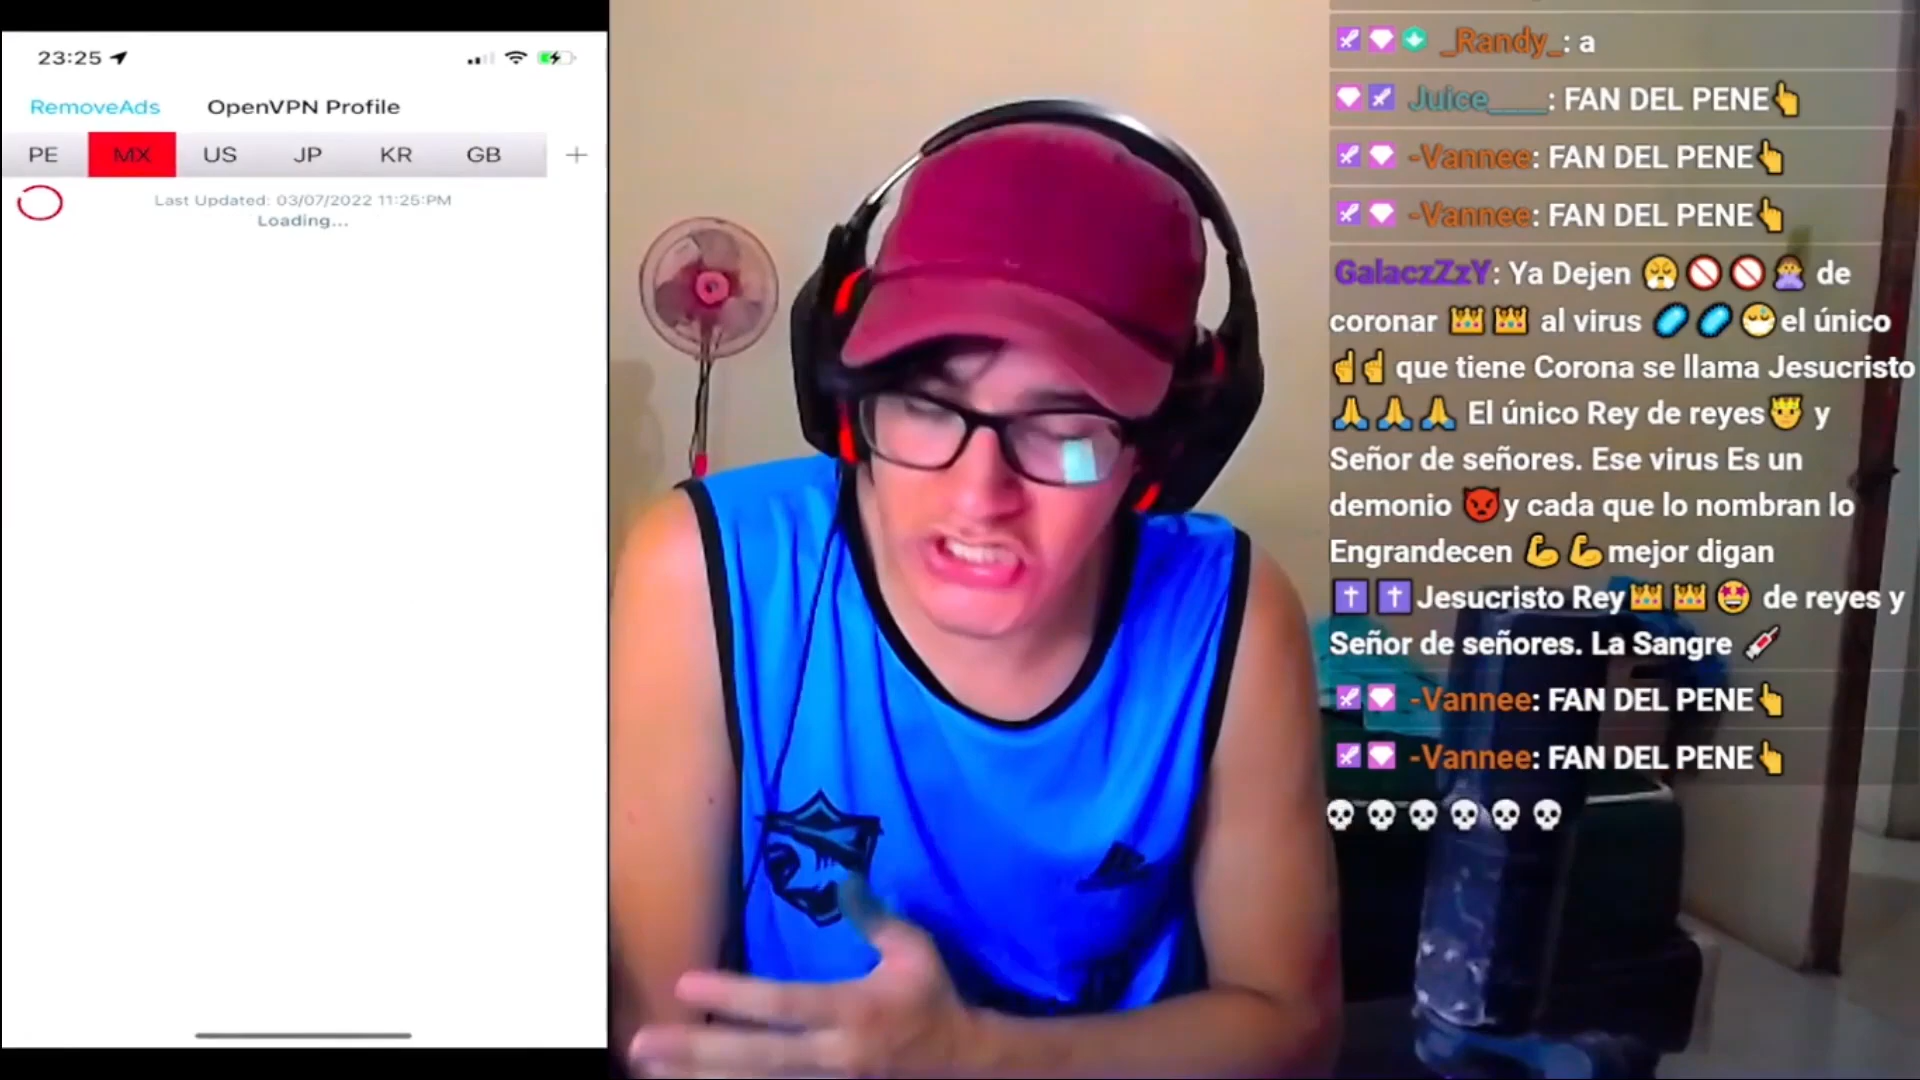 23:25
RemoveAds OpenVPN Profile
PE MX US JP KR GB +
Last Updated: 03/07/2022 11:25:PM
Loading...
_Randy_: a
Juice____: FAN DEL PENE👆
-Vannee: FAN DEL PENE👆
-Vannee: FAN DEL PENE👆
GalaczZzY: Ya Dejen 😤🚫🚫🙅 de
coronar 👑👑 al virus 🦠🦠😷el único
☝☝ que tiene Corona se llama Jesucristo
🙏🙏🙏 El único Rey de reyes🤴 y
Señor de señores. Ese virus Es un
demonio 👿y cada que lo nombran lo
Engrandecen 💪💪mejor digan
✝✝Jesucristo Rey👑👑🤩 de reyes y
Señor de señores. La Sangre 💉
-Vannee: FAN DEL PENE👆
-Vannee: FAN DEL PENE👆
💀💀💀💀💀💀